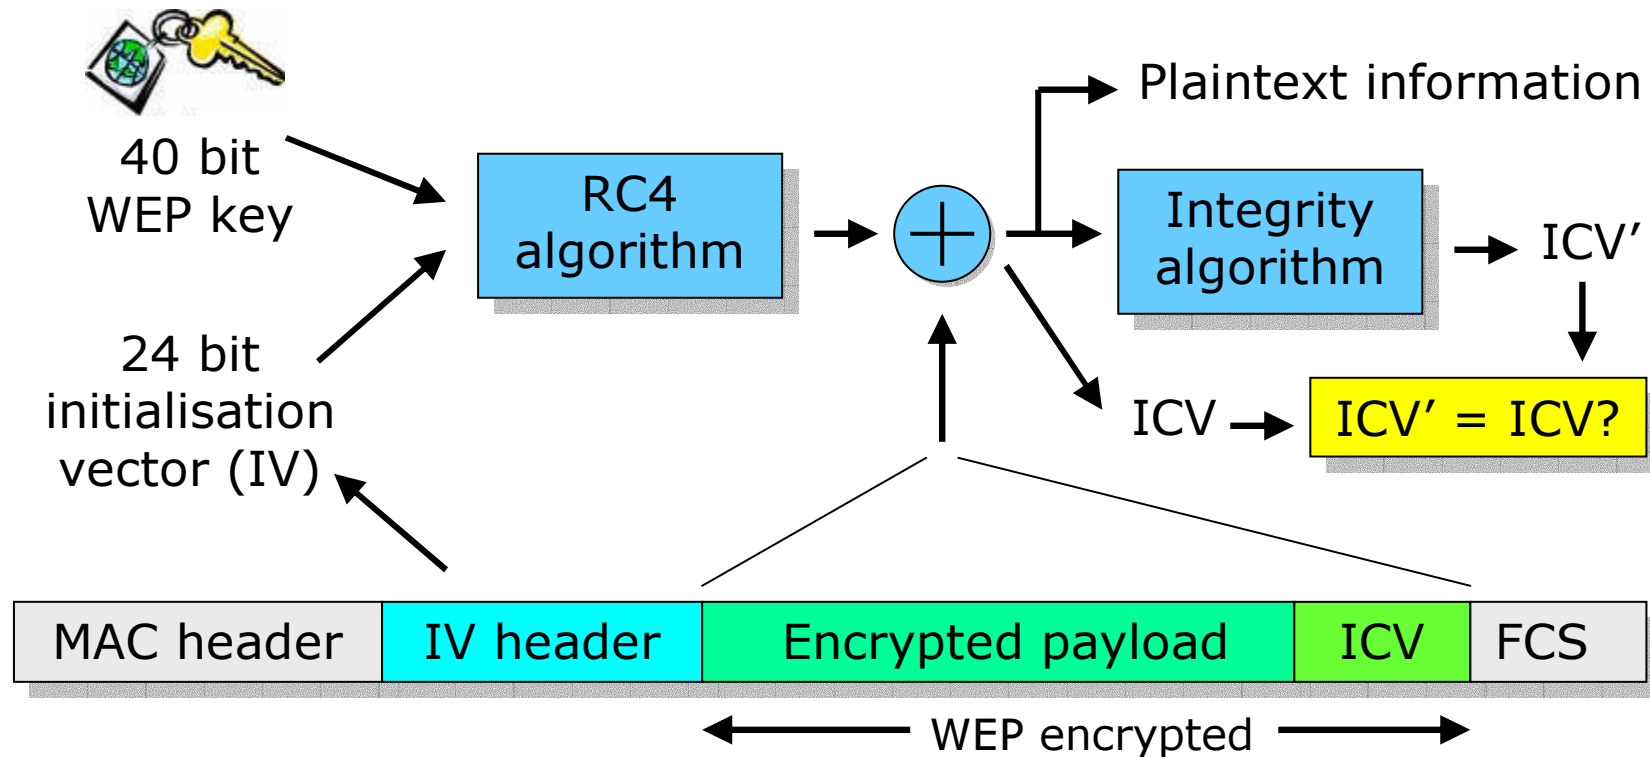 40 bit
WEP key
RC4
algorithm
Plaintext information
Integrity
algorithm
ICV’
24 bit
initialisation
vector (IV)
ICV
ICV’ = ICV?
MAC header
IV header
Encrypted payload
ICV
FCS
WEP encrypted